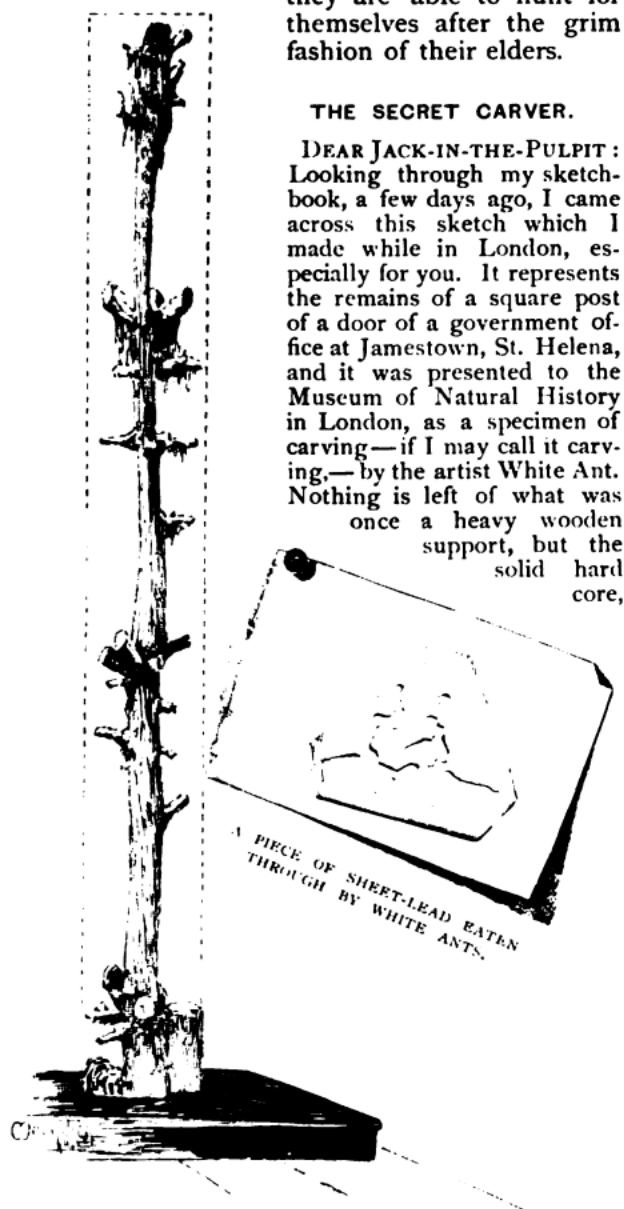 they are able to hunt for
themselves after the grim
fashion of their elders.
THE SECRET CARVER.
DEAR JACK-IN-THE-PULPIT:
Looking through my sketch-
book, a few days ago, I came
across this sketch which I
made while in London, es-
pecially for you. It represents
the remains of a square post
of a door of a government of-
fice at Jamestown, St. Helena,
and it was presented to the
Museum of Natural History
in London, as a specimen of
carving—if I may call it carv-
ing,—by the artist White Ant.
Nothing is left of what was
once a heavy wooden
support, but the
solid hard
core,
A PIECE OF SHEET-LEAD EATEN
THROUGH BY WHITE ANTS.